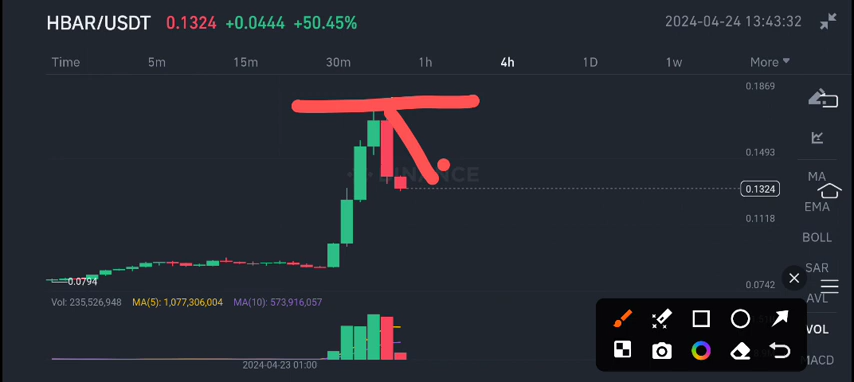 HBAR/USDT 0.1324 +0.0444 +50.45% 2024-04-24 13:43:32
Time 5m 15m 30m 1h 4h 1D 1w More
0.1869
0.1493
MA
BINANCE
0.1324
EMA
0.1118
BOLL
SAR
0.0794
0.0742
AVL
Vol: 235,526,948 MA(5): 1,077,306,004 MA(10): 573,916,057
VOL
MACD
2024-04-23 01:00